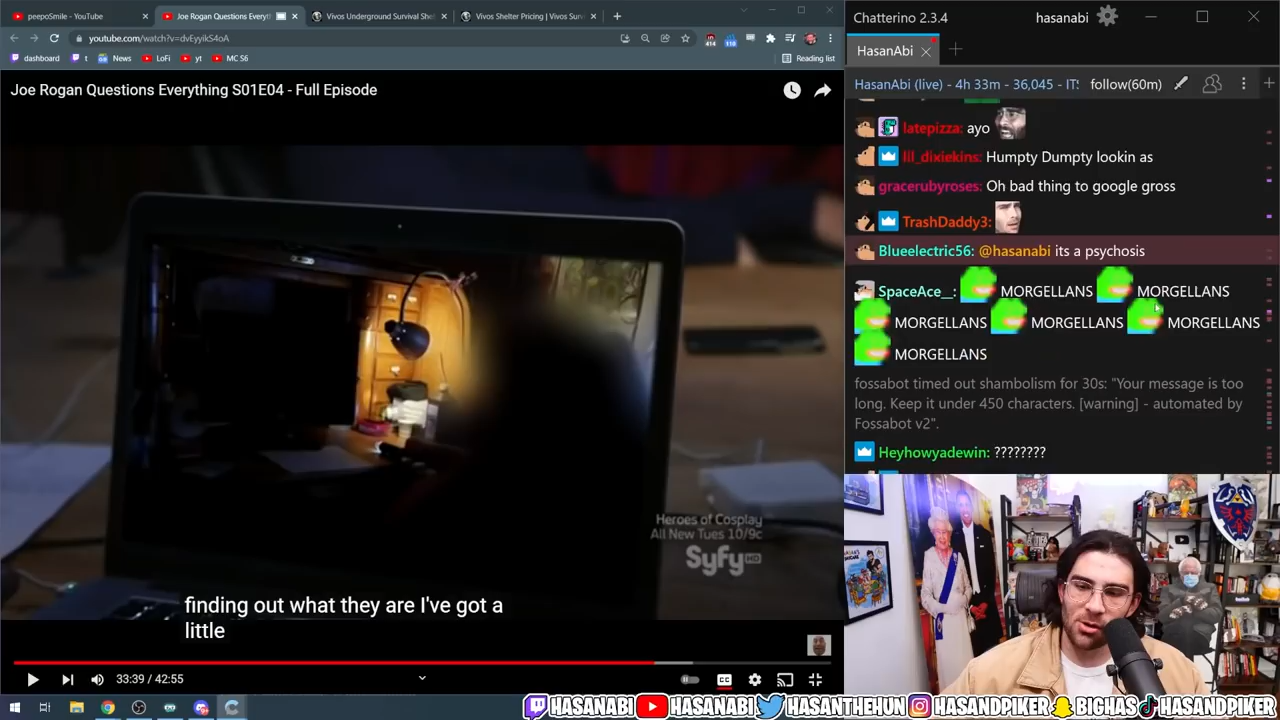 peepoSmile - YouTube
Joe Rogan Questions Everyth
Vivos Underground Survival Shel
Vivos Shelter Pricing | Vivos Surv
youtube.com/watch?v=dvEyyikS4oA
414
118
dashboard
t
News
LoFi
yt
MC S6
Reading list
Joe Rogan Questions Everything S01E04 - Full Episode
Heroes of Cosplay
All New Tues 10/9c
Syfy HD
finding out what they are I've got a
little
33:39 / 42:55
Chatterino 2.3.4
hasanabi
HasanAbi
HasanAbi (live) - 4h 33m - 36,045 - IT'
follow(60m)
latepizza: ayo
lll_dixiekins: Humpty Dumpty lookin as
gracerubyroses: Oh bad thing to google gross
TrashDaddy3:
Blueelectric56: @hasanabi its a psychosis
SpaceAce__: MORGELLANS MORGELLANS
MORGELLANS MORGELLANS MORGELLANS
MORGELLANS
fossabot timed out shambolism for 30s: "Your message is too
long. Keep it under 450 characters. [warning] - automated by
Fossabot v2".
Heyhowyadewin: ????????
HASANABI HASANABI HASANTHEHUN HASANDPIKER BIGHAS HASANDPIKER